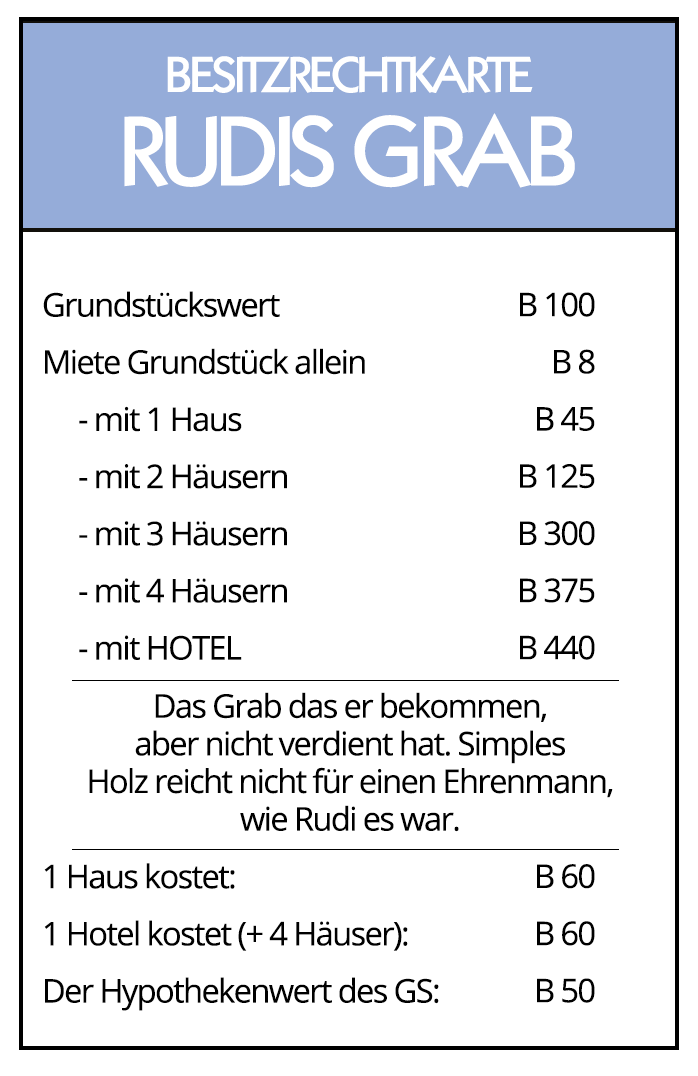 BESITZRECHTKARTE
RUDIS GRAB
Grundstückswert B 100
Miete Grundstück allein B 8
- mit 1 Haus B 45
- mit 2 Häusern B 125
- mit 3 Häusern B 300
- mit 4 Häusern B 375
- mit HOTEL B 440
Das Grab das er bekommen,
aber nicht verdient hat. Simples
Holz reicht nicht für einen Ehrenmann,
wie Rudi es war.
1 Haus kostet: B 60
1 Hotel kostet (+ 4 Häuser): B 60
Der Hypothekenwert des GS: B 50